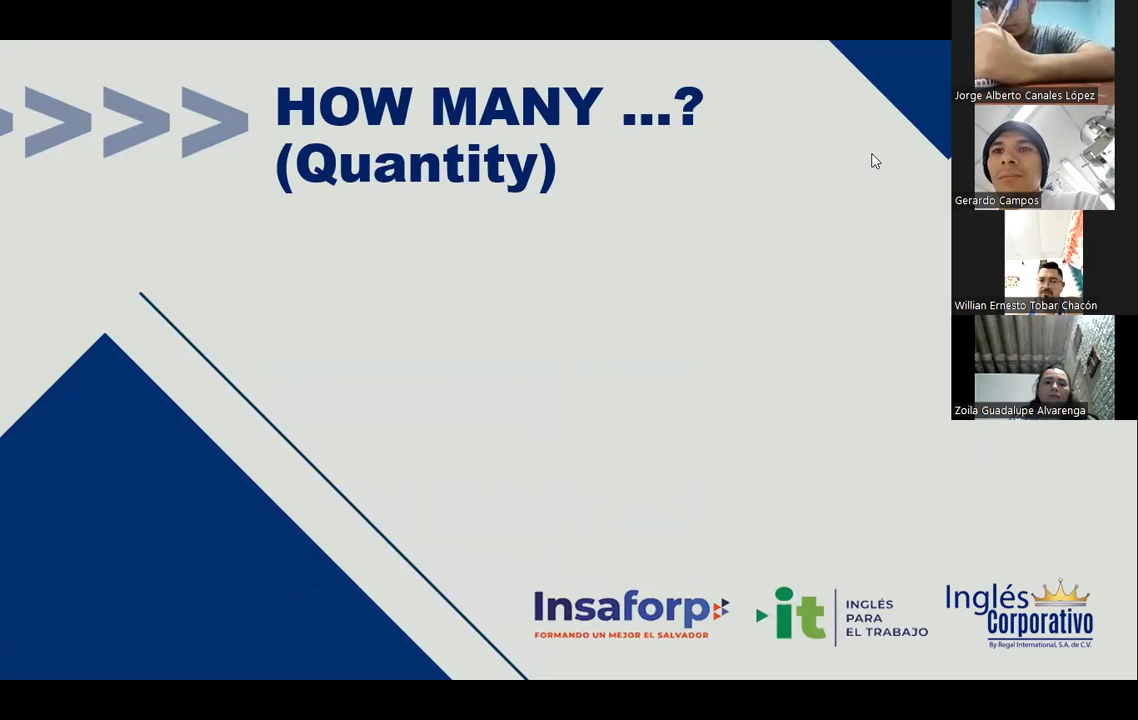 HOW MANY ...?
(Quantity)
Jorge Alberto Canales López
Gerardo Campos
Willian Ernesto Tobar Chacón
Zoila Guadalupe Alvarenga
Insaforp
FORMANDO UN MEJOR EL SALVADOR
it
INGLÉS
PARA
EL TRABAJO
Inglés
Corporativo
By Regal International, S.A. de C.V.